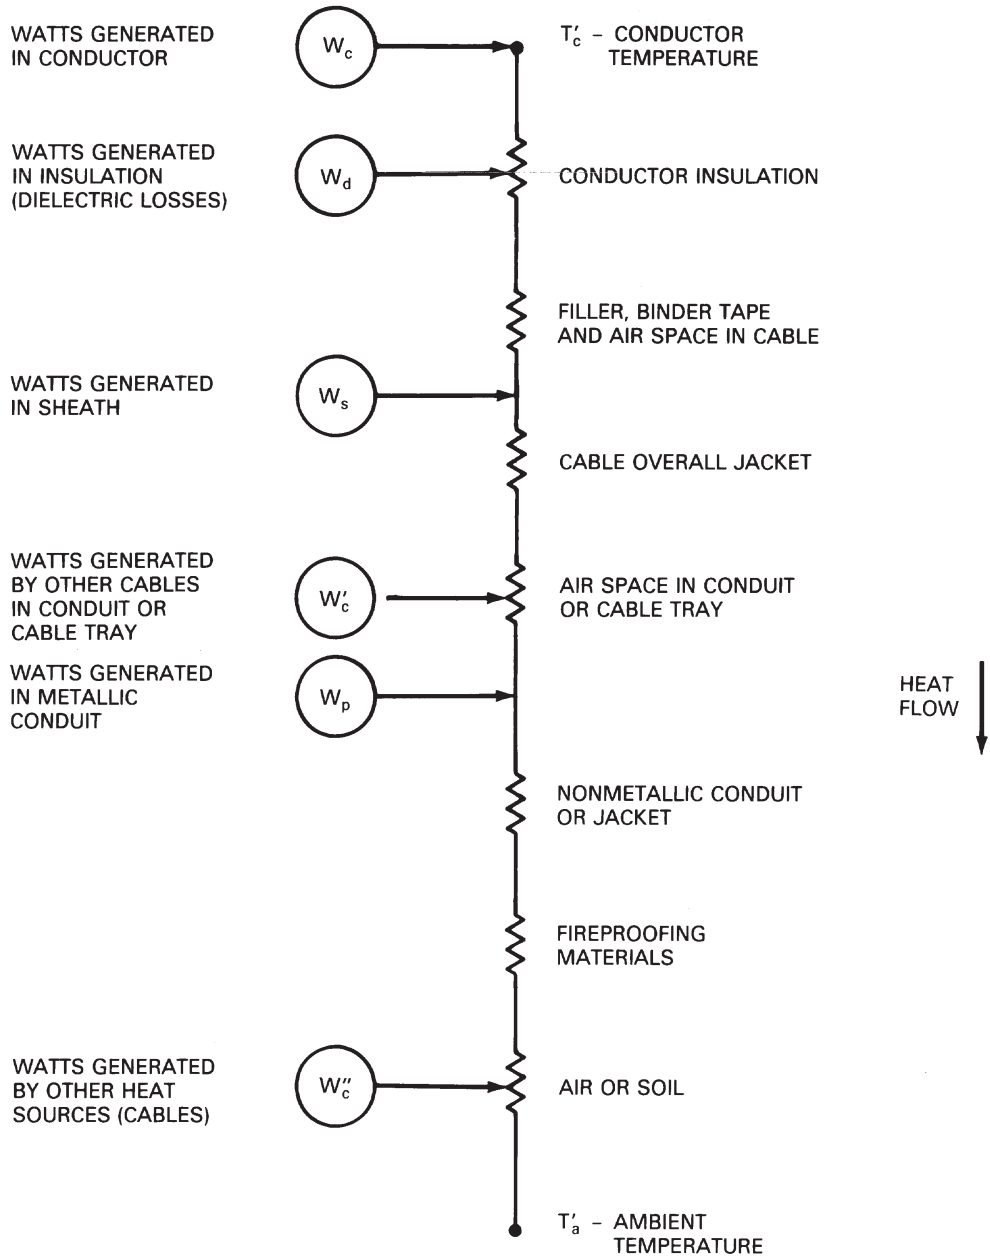 WATTS GENERATED
IN CONDUCTOR
Wc
T′c – CONDUCTOR
TEMPERATURE
WATTS GENERATED
IN INSULATION
(DIELECTRIC LOSSES)
Wd
CONDUCTOR INSULATION
FILLER, BINDER TAPE
AND AIR SPACE IN CABLE
WATTS GENERATED
IN SHEATH
Ws
CABLE OVERALL JACKET
WATTS GENERATED
BY OTHER CABLES
IN CONDUIT OR
CABLE TRAY
W′c
AIR SPACE IN CONDUIT
OR CABLE TRAY
WATTS GENERATED
IN METALLIC
CONDUIT
Wp
HEAT
FLOW
NONMETALLIC CONDUIT
OR JACKET
FIREPROOFING
MATERIALS
WATTS GENERATED
BY OTHER HEAT
SOURCES (CABLES)
W″c
AIR OR SOIL
T′a – AMBIENT
TEMPERATURE